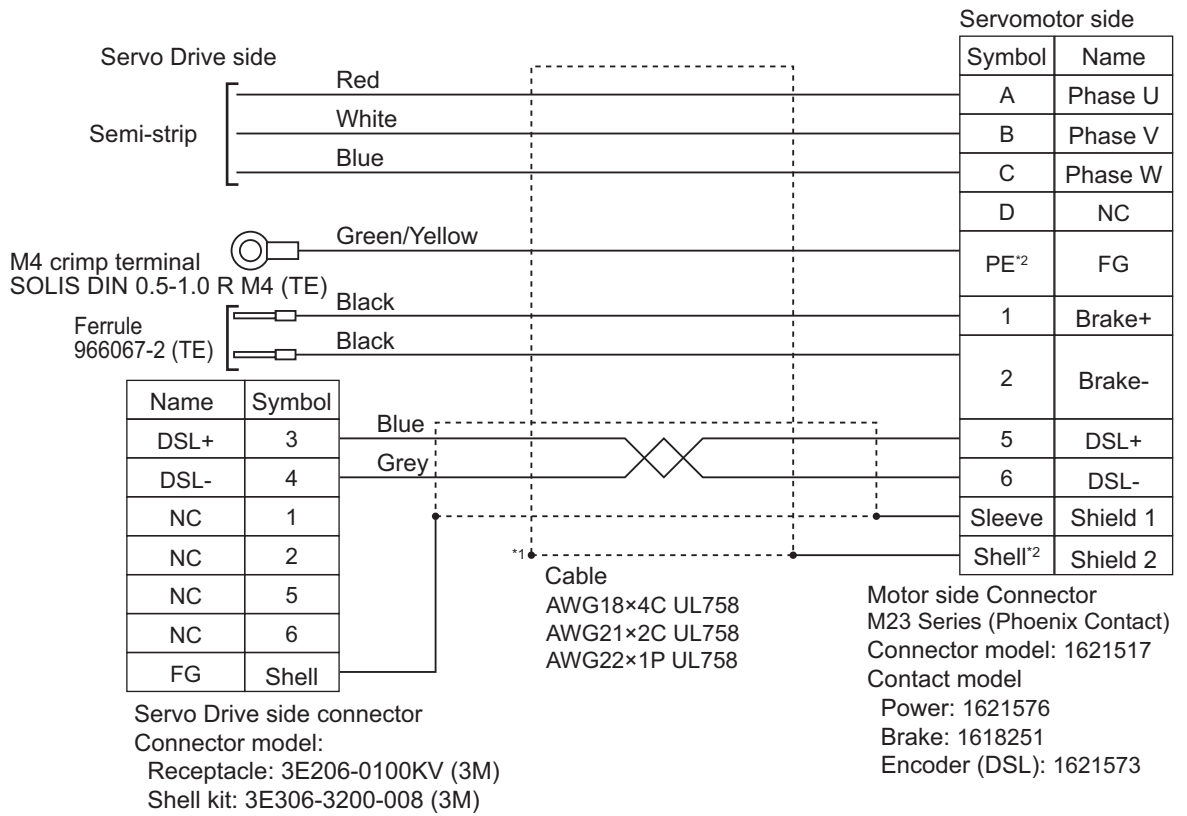 Servomotor side
Servo Drive side
Symbol Name
Red
A Phase U
Semi-strip
White
B Phase V
Blue
C Phase W
D NC
Green/Yellow
PE*2 FG
M4 crimp terminal
SOLIS DIN 0.5-1.0 R M4 (TE)
Black
1 Brake+
Ferrule
966067-2 (TE)
Black
2 Brake-
Name Symbol
DSL+ 3
Blue
5 DSL+
DSL- 4
Grey
6 DSL-
NC 1
Sleeve Shield 1
NC 2
*1
Shell*2 Shield 2
NC 5
NC 6
FG Shell
Cable
AWG18×4C UL758
AWG21×2C UL758
AWG22×1P UL758
Motor side Connector
M23 Series (Phoenix Contact)
Connector model: 1621517
Contact model
Power: 1621576
Brake: 1618251
Encoder (DSL): 1621573
Servo Drive side connector
Connector model:
Receptacle: 3E206-0100KV (3M)
Shell kit: 3E306-3200-008 (3M)